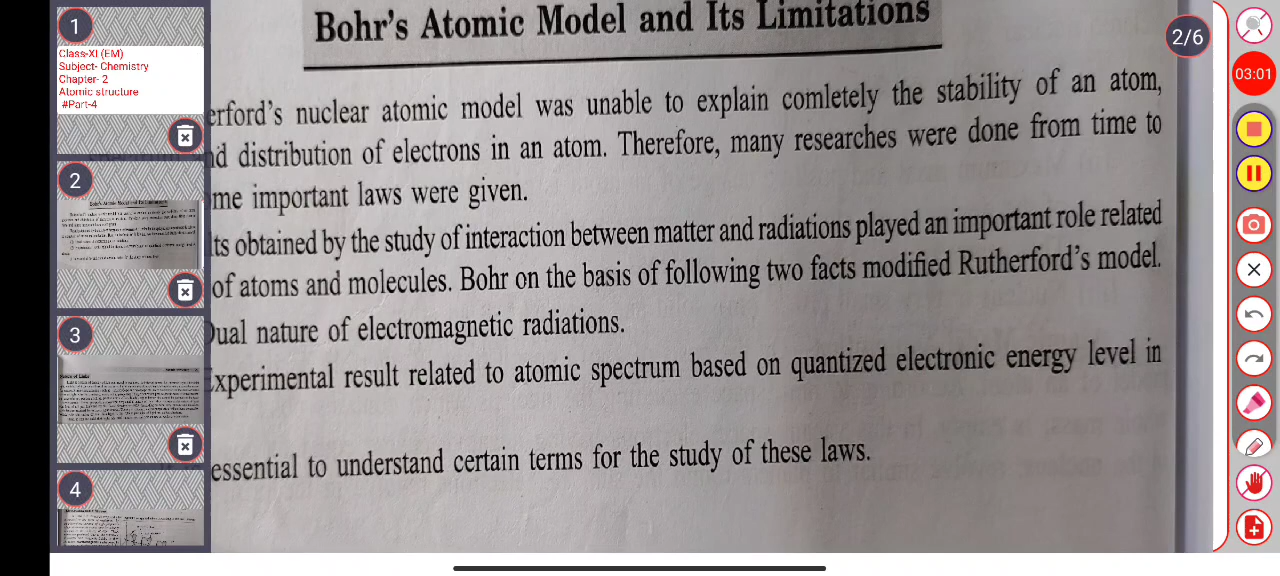 1
Class-XI (EM)
Subject- Chemistry
Chapter- 2
Atomic structure
#Part-4
2
3
4
Bohr's Atomic Model and Its Limitations
2/6
03:01
erford's nuclear atomic model was unable to explain comletely the stability of an atom,
nd distribution of electrons in an atom. Therefore, many researches were done from time to
me important laws were given.
lts obtained by the study of interaction between matter and radiations played an important role related
of atoms and molecules. Bohr on the basis of following two facts modified Rutherford's model.
Dual nature of electromagnetic radiations.
Experimental result related to atomic spectrum based on quantized electronic energy level in
essential to understand certain terms for the study of these laws.